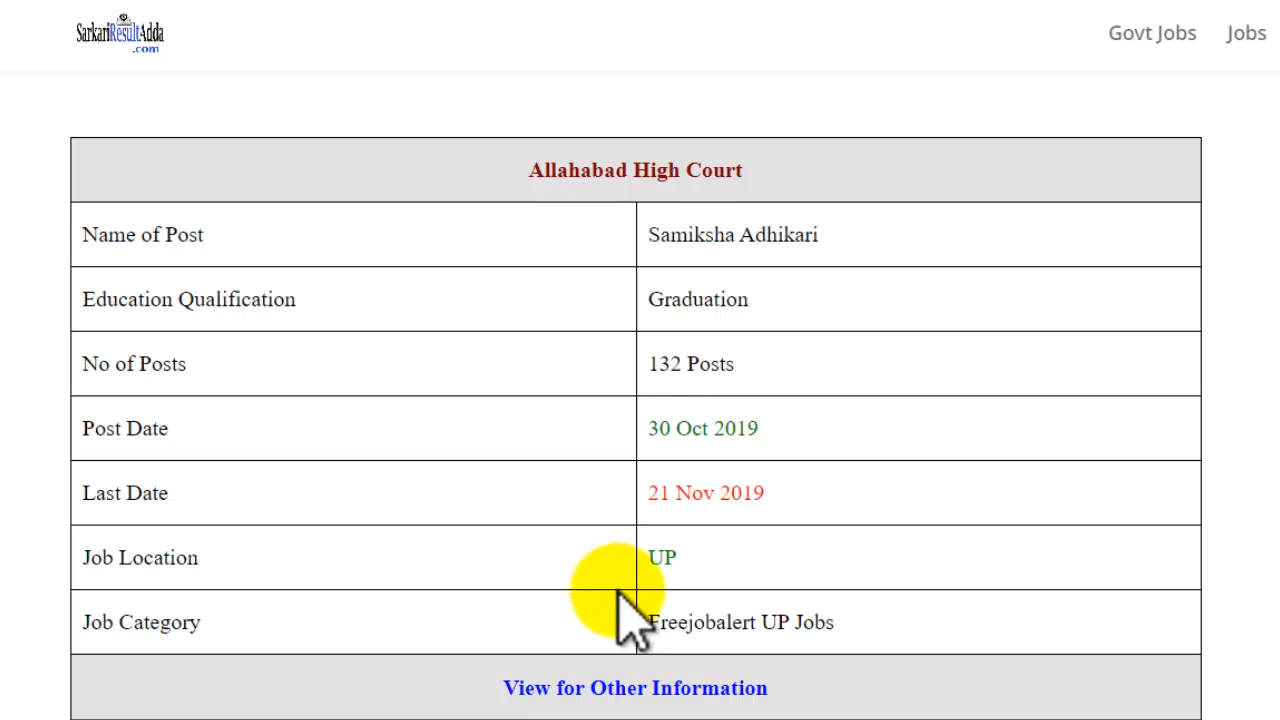 SarkariResultAdda
.com
Govt Jobs Jobs
Allahabad High Court
Name of Post Samiksha Adhikari
Education Qualification Graduation
No of Posts 132 Posts
Post Date 30 Oct 2019
Last Date 21 Nov 2019
Job Location UP
Job Category Freejobalert UP Jobs
View for Other Information